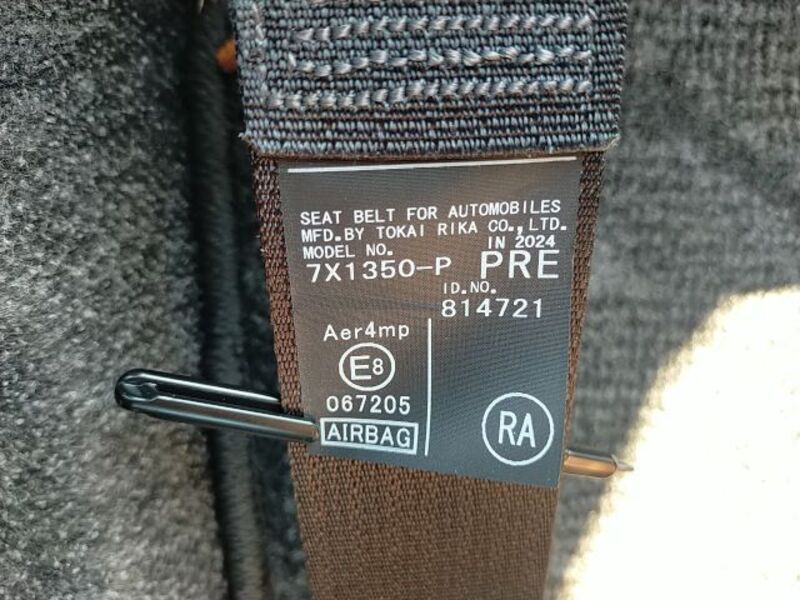 SEAT BELT FOR AUTOMOBILES
MFD.BY TOKAI RIKA CO.,LTD.
MODEL NO. IN 2024
7X1350-P PRE
ID.NO.
814721
Aer4mp
E8
067205
AIRBAG
RA